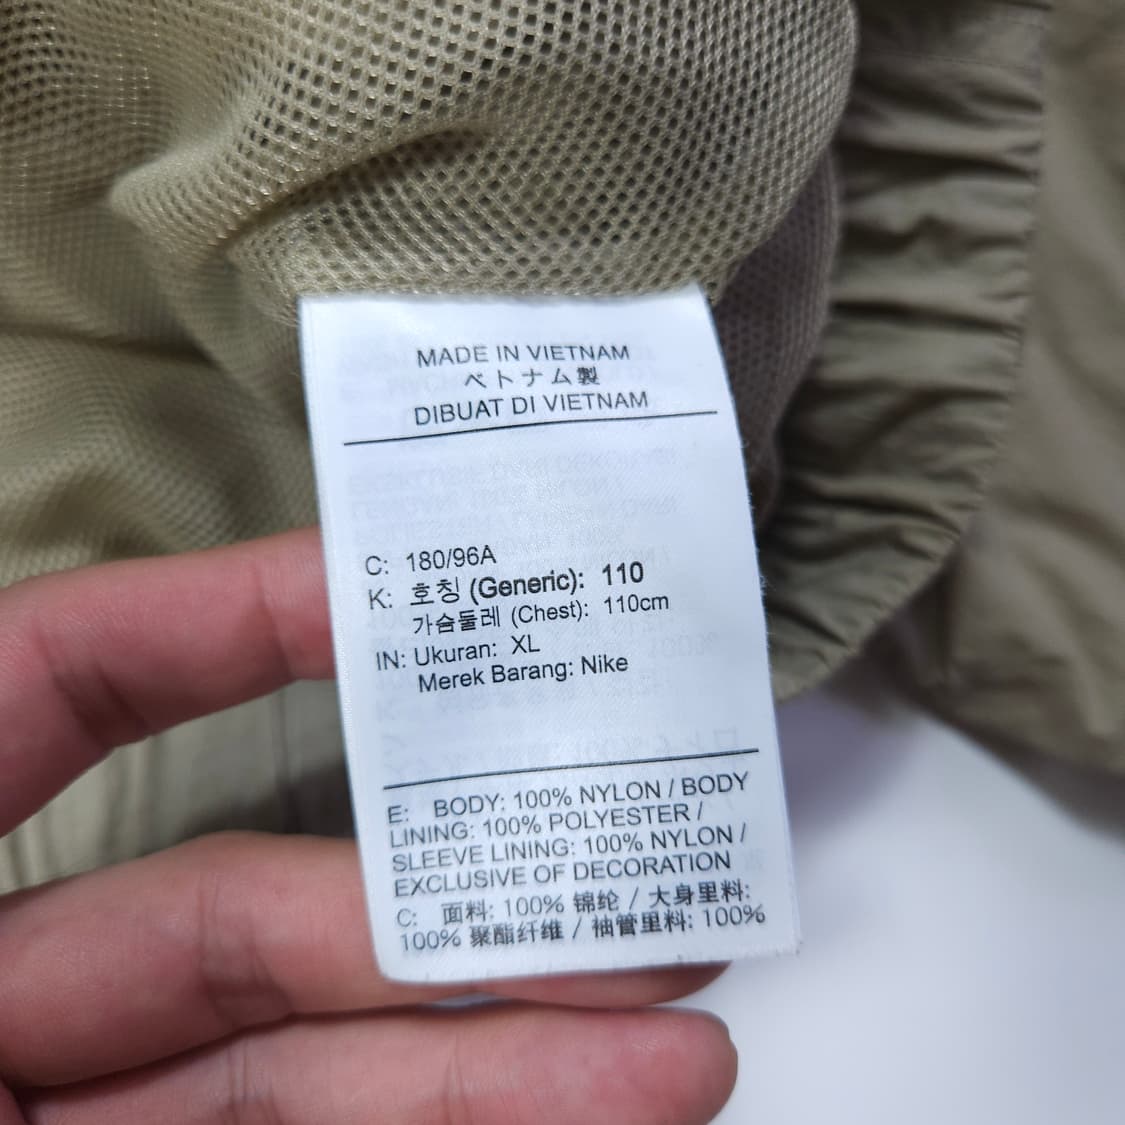 MADE IN VIETNAM
ベトナム製
DIBUAT DI VIETNAM
C: 180/96A
K: 호칭 (Generic): 110
가슴둘레 (Chest): 110cm
IN: Ukuran: XL
Merek Barang: Nike
E: BODY: 100% NYLON / BODY
LINING: 100% POLYESTER /
SLEEVE LINING: 100% NYLON /
EXCLUSIVE OF DECORATION
C: 面料: 100% 锦纶 / 大身里料:
100% 聚酯纤维 / 袖管里料: 100%